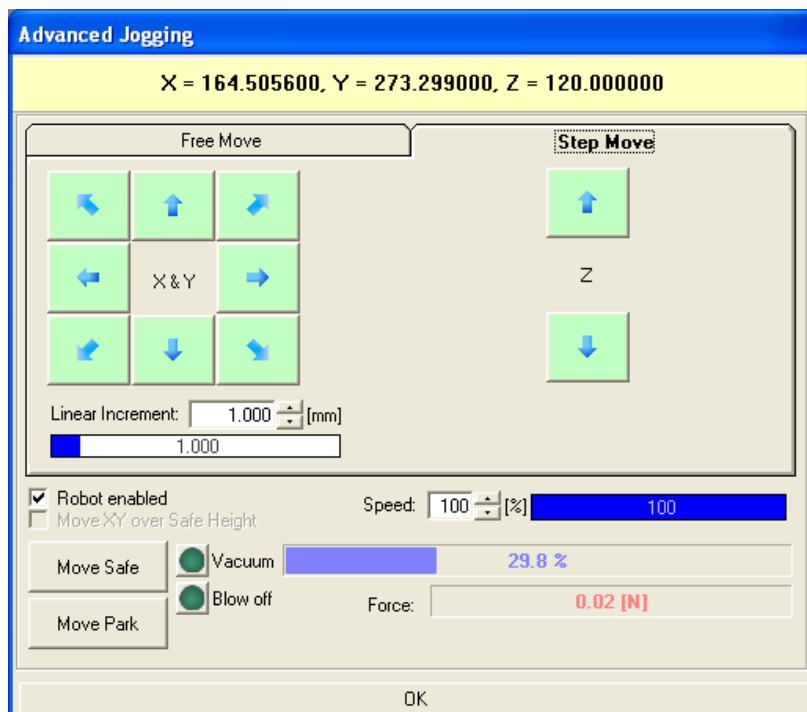 Advanced Jogging
X = 164.505600, Y = 273.299000, Z = 120.000000
Free Move
Step Move
X & Y
Z
Linear Increment: 1.000 [mm]
1.000
Robot enabled
Speed: 100 [%] 100
Move XY over Safe Height
Move Safe
Vacuum 29.8 %
Blow off
Force: 0.02 [N]
Move Park
OK